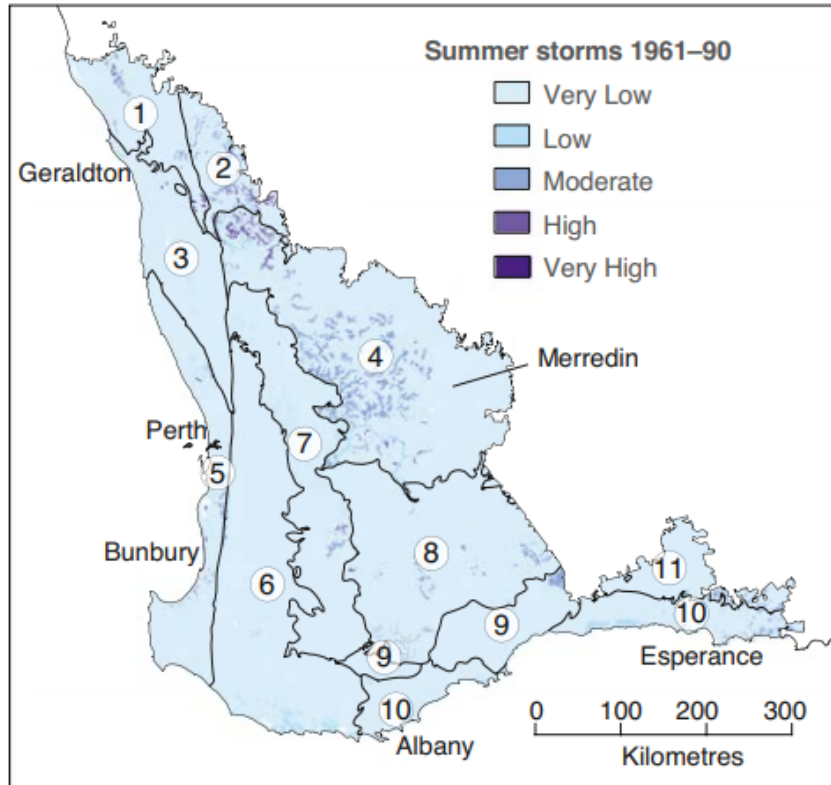 Summer storms 1961–90
Very Low
Low
Moderate
High
Very High
1
Geraldton
2
3
4
Merredin
Perth
7
5
Bunbury
8
6
11
10
9
9
Esperance
10
Albany
0 100 200 300
Kilometres